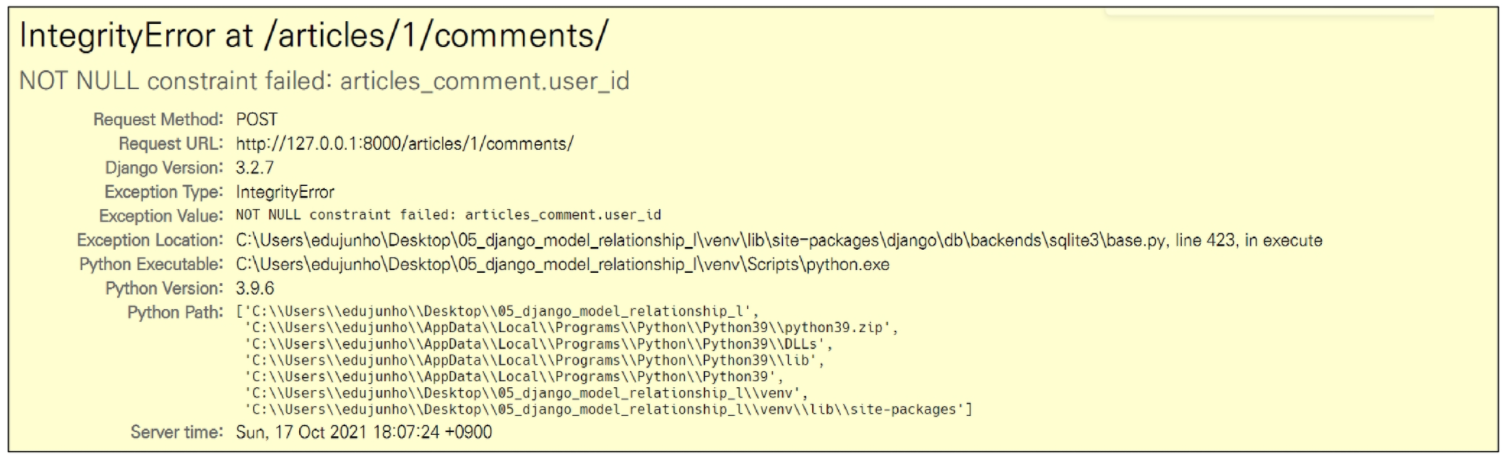 IntegrityError at /articles/1/comments/
NOT NULL constraint failed: articles_comment.user_id
Request Method: POST
Request URL: http://127.0.0.1:8000/articles/1/comments/
Django Version: 3.2.7
Exception Type: IntegrityError
Exception Value: NOT NULL constraint failed: articles_comment.user_id
Exception Location: C:\Users\edujunho\Desktop\05_django_model_relationship_I\venv\lib\site-packages\django\db\backends\sqlite3\base.py, line 423, in execute
Python Executable: C:\Users\edujunho\Desktop\05_django_model_relationship_I\venv\Scripts\python.exe
Python Version: 3.9.6
Python Path: ['C:\\Users\\edujunho\\Desktop\\05_django_model_relationship_l',
'C:\\Users\\edujunho\\AppData\\Local\\Programs\\Python\\Python39\\python39.zip',
'C:\\Users\\edujunho\\AppData\\Local\\Programs\\Python\\Python39\\DLLs',
'C:\\Users\\edujunho\\AppData\\Local\\Programs\\Python\\Python39\\lib',
'C:\\Users\\edujunho\\AppData\\Local\\Programs\\Python\\Python39',
'C:\\Users\\edujunho\\Desktop\\05_django_model_relationship_l\\venv',
'C:\\Users\\edujunho\\Desktop\\05_django_model_relationship_l\\venv\\lib\\site-packages']
Server time: Sun, 17 Oct 2021 18:07:24 +0900